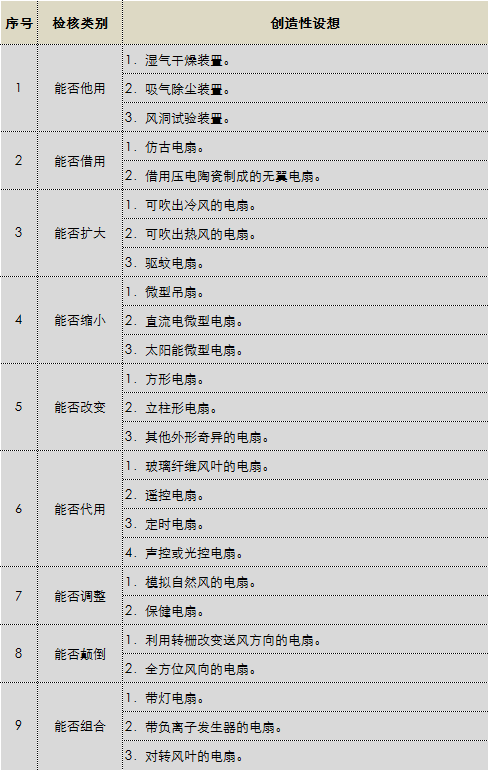 序号 检核类别 创造性设想
1 能否他用 1. 湿气干燥装置。
2. 吸气除尘装置。
3. 风洞试验装置。
2 能否借用 1. 仿古电扇。
2. 借用压电陶瓷制成的无翼电扇。
3 能否扩大 1. 可吹出冷风的电扇。
2. 可吹出热风的电扇。
3. 驱蚊电扇。
4 能否缩小 1. 微型吊扇。
2. 直流电微型电扇。
3. 太阳能微型电扇。
5 能否改变 1. 方形电扇。
2. 立柱形电扇。
3. 其他外形奇异的电扇。
6 能否代用 1. 玻璃纤维风叶的电扇。
2. 遥控电扇。
3. 定时电扇。
4. 声控或光控电扇。
7 能否调整 1. 模拟自然风的电扇。
2. 保健电扇。
8 能否颠倒 1. 利用转栅改变送风方向的电扇。
2. 全方位风向的电扇。
9 能否组合 1. 带灯电扇。
2. 带负离子发生器的电扇。
3. 对转风叶的电扇。